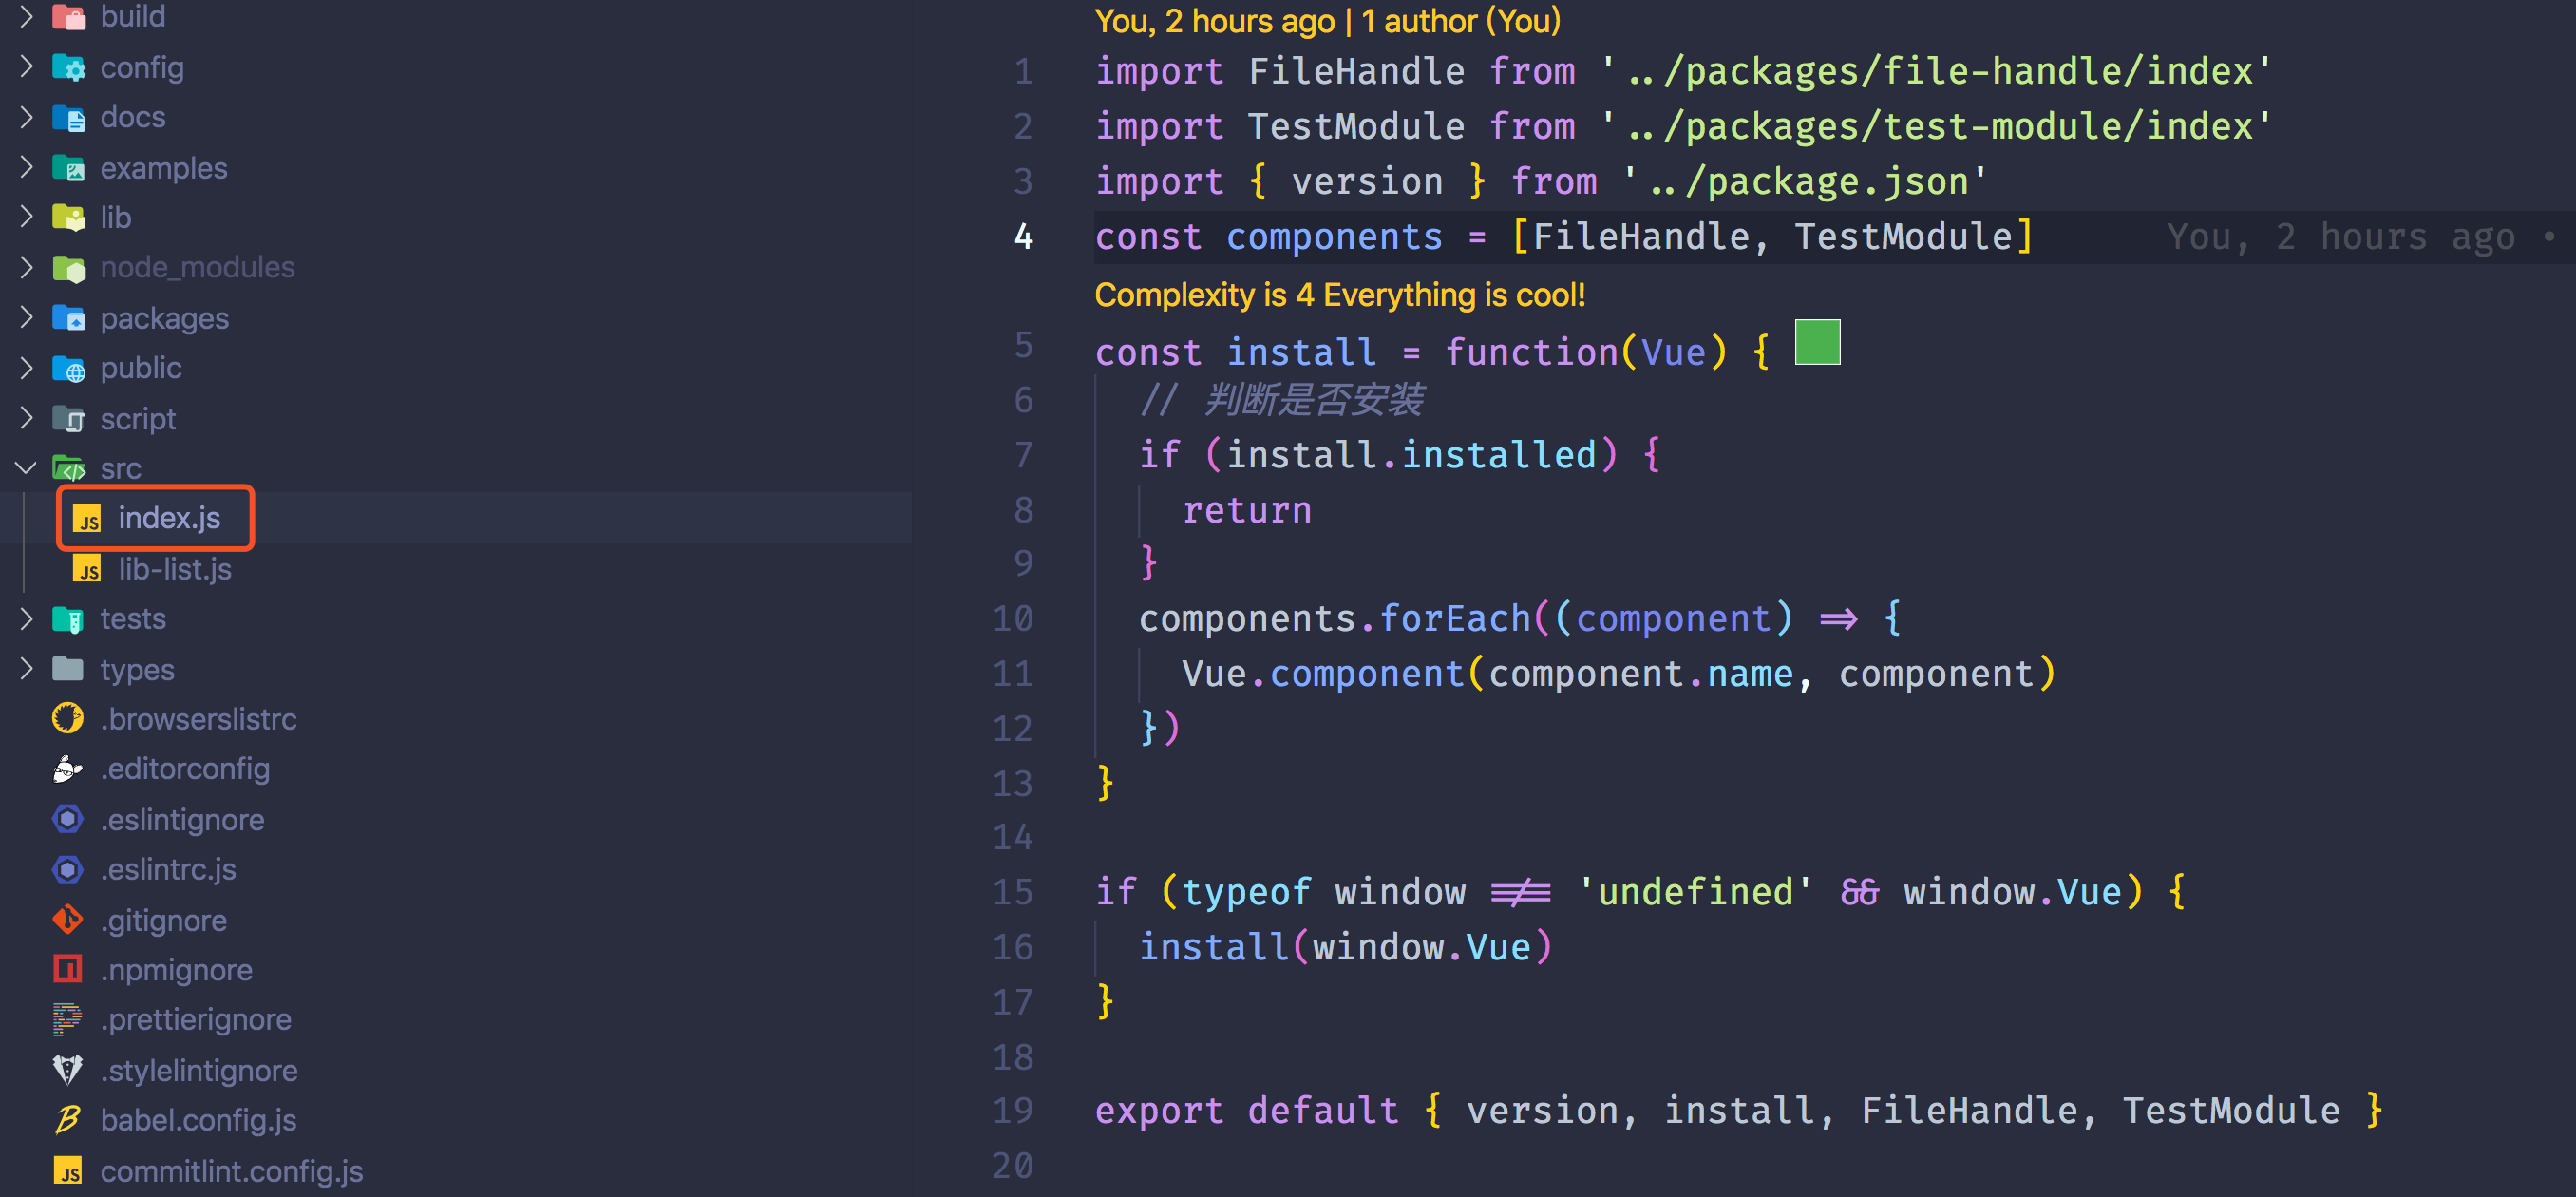 build
config
docs
examples
lib
node_modules
packages
public
script
src
index.js
lib-list.js
tests
types
.browserslistrc
.editorconfig
.eslintignore
.eslintrc.js
.gitignore
.npmignore
.prettierignore
.stylelintignore
babel.config.js
commitlint.config.js
You, 2 hours ago | 1 author (You)
1 import FileHandle from '../packages/file-handle/index'
2 import TestModule from '../packages/test-module/index'
3 import { version } from '../package.json'
4 const components = [FileHandle, TestModule] You, 2 hours ago •
Complexity is 4 Everything is cool!
5 const install = function(Vue) {
6 // 判断是否安装
7 if (install.installed) {
8 return
9 }
10 components.forEach((component) => {
11 Vue.component(component.name, component)
12 })
13 }
14
15 if (typeof window !== 'undefined' && window.Vue) {
16 install(window.Vue)
17 }
18
19 export default { version, install, FileHandle, TestModule }
20